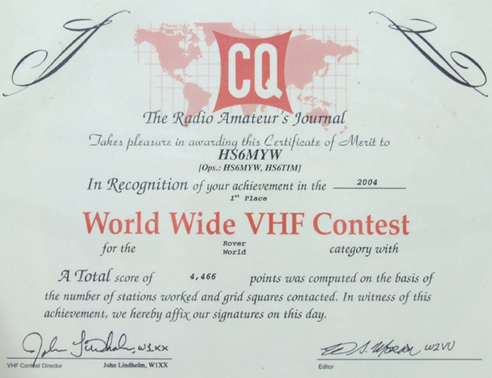 CQ
The Radio Amateur's Journal
Takes pleasure in awarding this Certificate of Merit to
HS6MYW
[Ops.: HS6MYW, HS6TIM]
In Recognition of your achievement in the 2004
1st Place
World Wide VHF Contest
for the Rover World category with
A Total score of 4,466 points was computed on the basis of
the number of stations worked and grid squares contacted. In witness of this
achievement, we hereby affix our signatures on this day.
John Lindholm, W1XX
VHF Contest Director John Lindholm, W1XX
Editor